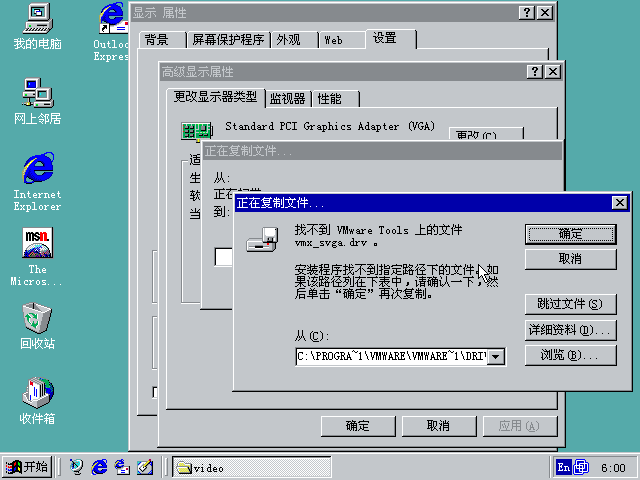 我的电脑
Outloo
Expres
网上邻居
Internet
Explorer
msn.
The
Micros...
回收站
收件箱
显示 属性
背景
屏幕保护程序
外观
Web
设置
高级显示属性
更改显示器类型
监视器
性能
Standard PCI Graphics Adapter (VGA)
更改(C)
适
生
软
当
正在复制文件...
从:
正在扫描
到:
正在复制文件...
找不到 VMware Tools 上的文件
vmx_svga.drv 。
安装程序找不到指定路径下的文件。如
果该路径列在下表中，请确认一下，然
后单击“确定”再次复制。
从(C):
C:\PROGRA~1\VMWARE\VMWARE~1\DRI
确定
取消
跳过文件(S)
详细资料(D)...
浏览(B)...
确定
取消
应用(A)
开始
video
En
6:00